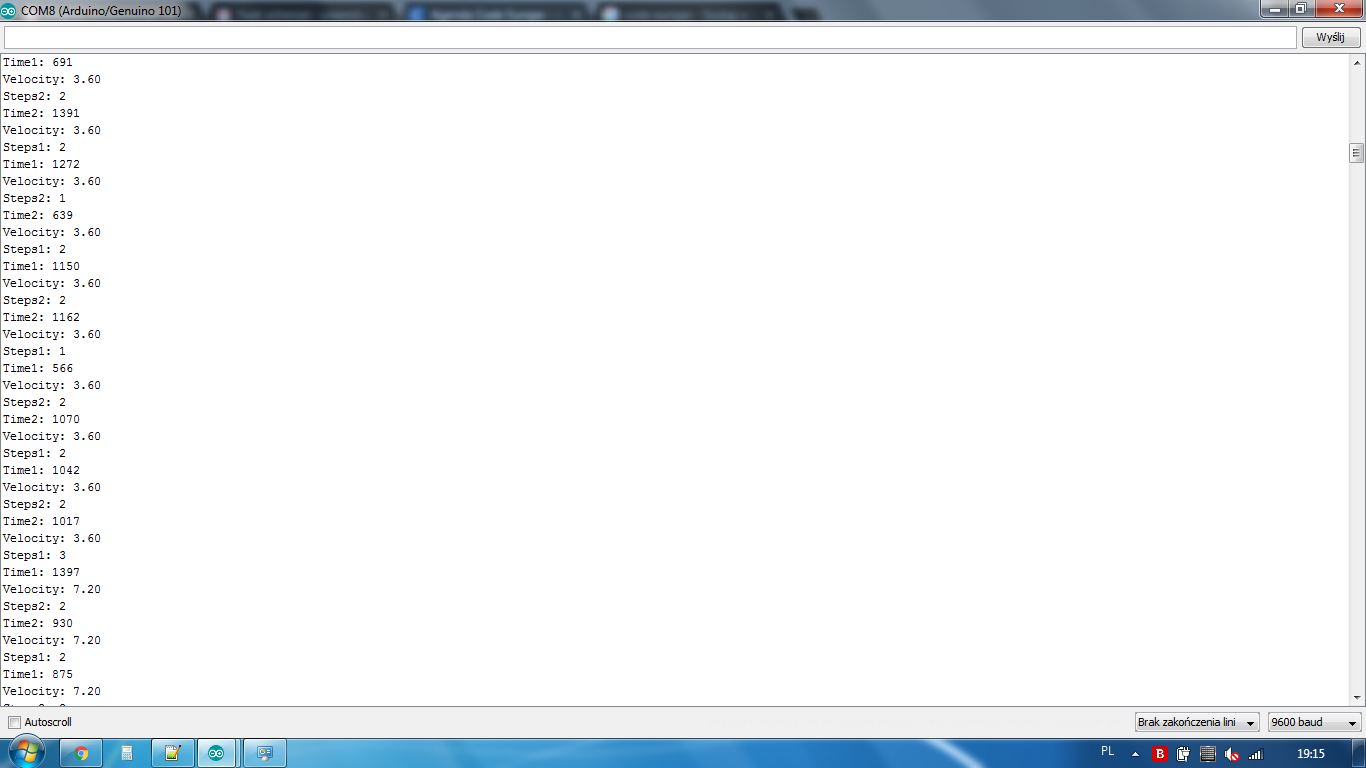 COM8 (Arduino/Genuino 101)
Wyślij
Time1: 691
Velocity: 3.60
Steps2: 2
Time2: 1391
Velocity: 3.60
Steps1: 2
Time1: 1272
Velocity: 3.60
Steps2: 1
Time2: 639
Velocity: 3.60
Steps1: 2
Time1: 1150
Velocity: 3.60
Steps2: 2
Time2: 1162
Velocity: 3.60
Steps1: 1
Time1: 566
Velocity: 3.60
Steps2: 2
Time2: 1070
Velocity: 3.60
Steps1: 2
Time1: 1042
Velocity: 3.60
Steps2: 2
Time2: 1017
Velocity: 3.60
Steps1: 3
Time1: 1397
Velocity: 7.20
Steps2: 2
Time2: 930
Velocity: 7.20
Steps1: 2
Time1: 875
Velocity: 7.20
Autoscroll
Brak zakończenia lini
9600 baud
PL
B
19:15